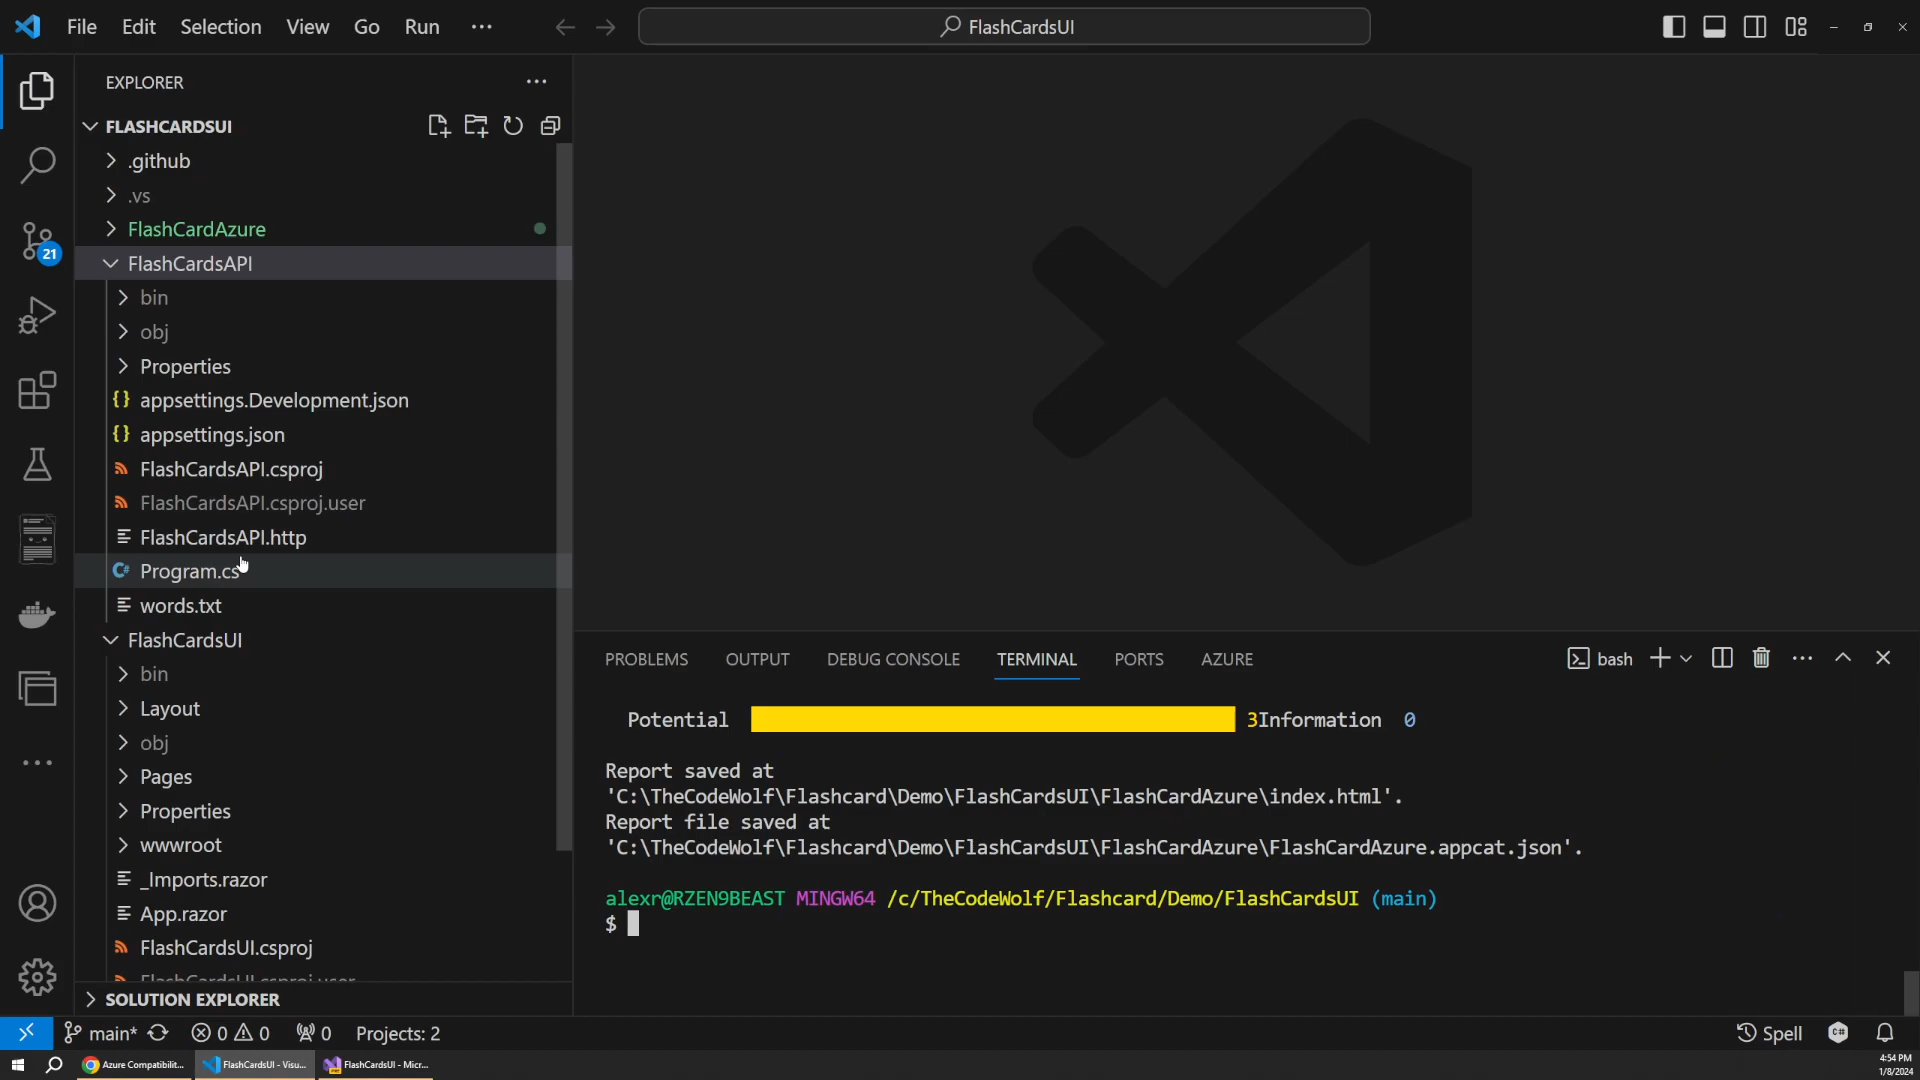 File Edit Selection View Go Run ···
FlashCardsUI
EXPLORER
FLASHCARDSUI
.github
.vs
FlashCardAzure
FlashCardsAPI
bin
obj
Properties
{} appsettings.Development.json
{} appsettings.json
FlashCardsAPI.csproj
FlashCardsAPI.csproj.user
FlashCardsAPI.http
C# Program.cs
words.txt
FlashCardsUI
bin
Layout
obj
Pages
Properties
wwwroot
_Imports.razor
App.razor
FlashCardsUI.csproj
FlashCardsUI.csproj.user
SOLUTION EXPLORER
21
PROBLEMS OUTPUT DEBUG CONSOLE TERMINAL PORTS AZURE
bash
Potential 3Information 0
Report saved at
'C:\TheCodeWolf\Flashcard\Demo\FlashCardsUI\FlashCardAzure\index.html'.
Report file saved at
'C:\TheCodeWolf\Flashcard\Demo\FlashCardsUI\FlashCardAzure\FlashCardAzure.appcat.json'.
alexr@RZEN9BEAST MINGW64 /c/TheCodeWolf/Flashcard/Demo/FlashCardsUI (main)
$
main* 0 0 0 Projects: 2
Spell
Azure Compatibilit... FlashCardsUI - Visu... FlashCardsUI - Micr...
4:54 PM
1/8/2024